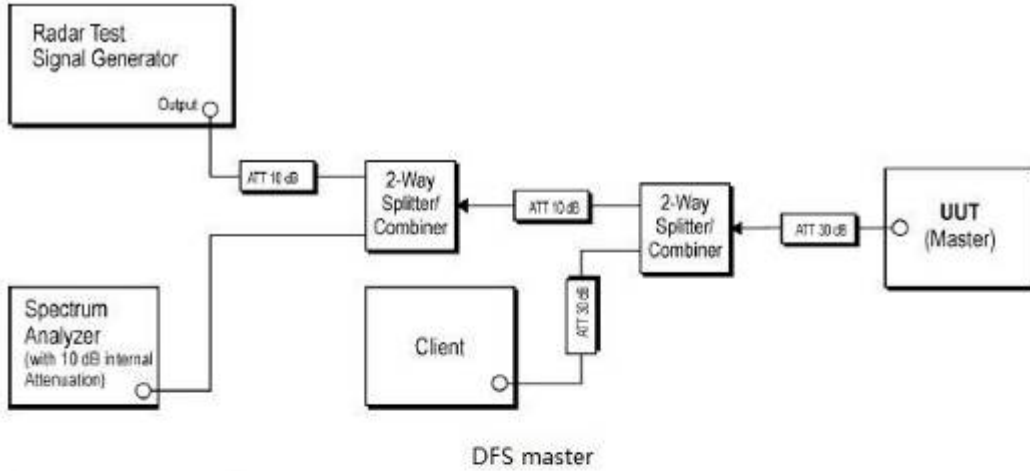 Radar Test
Signal Generator
Output
ATT 10 dB
2-Way
Splitter/
Combiner
ATT 10 dB
2-Way
Splitter/
Combiner
ATT 30 dB
UUT
(Master)
Spectrum
Analyzer
(with 10 dB internal
Attenuation)
Client
ATT 30 dB
DFS master